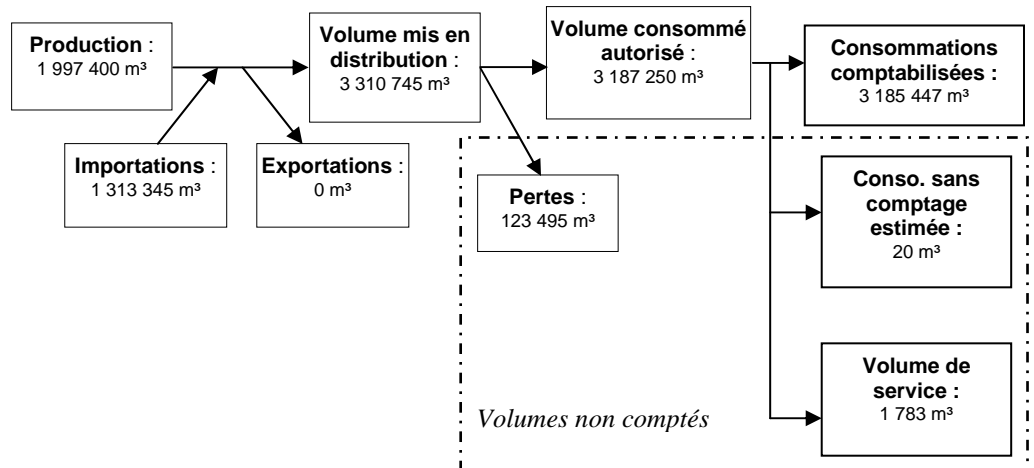 Production :
1 997 400 m³
Volume mis en
distribution :
3 310 745 m³
Volume consommé
autorisé :
3 187 250 m³
Consommations
comptabilisées :
3 185 447 m³
Importations :
1 313 345 m³
Exportations :
0 m³
Pertes :
123 495 m³
Conso. sans
comptage
estimée :
20 m³
Volume de
service :
1 783 m³
Volumes non comptés